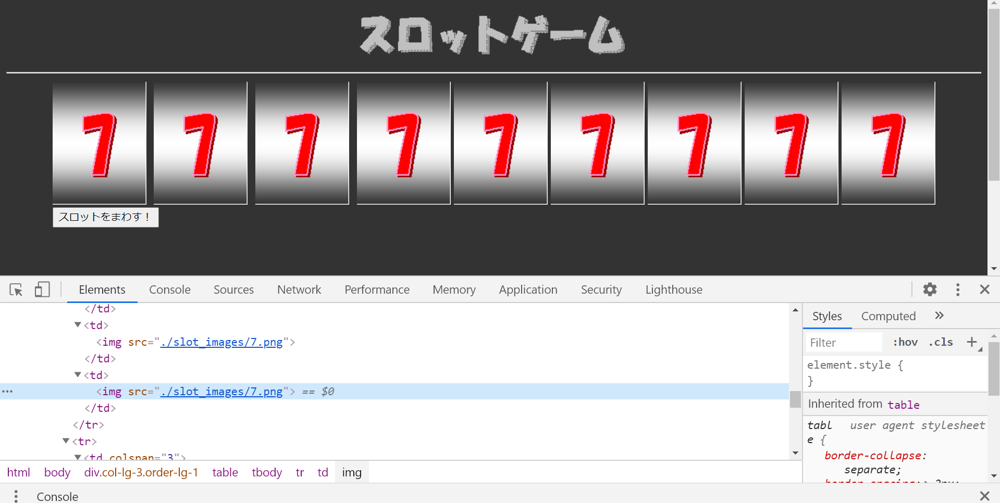 スロットゲーム
7 7 7 7 7 7 7 7 7
スロットをまわす！
Elements Console Sources Network Performance Memory Application Security Lighthouse
</td>
▼<td>
<img src="./slot_images/7.png">
</td>
▼<td>
... <img src="./slot_images/7.png"> == $0
</td>
</tr>
▼<tr>
▼<td colspan="3">
html body div.col-lg-3.order-lg-1 table tbody tr td img
Styles Computed »
Filter :hov .cls +
element.style {
}
Inherited from table
tabl user agent stylesheet
e {
border-collapse:
separate;
border-spacing:▶ 2px;
Console